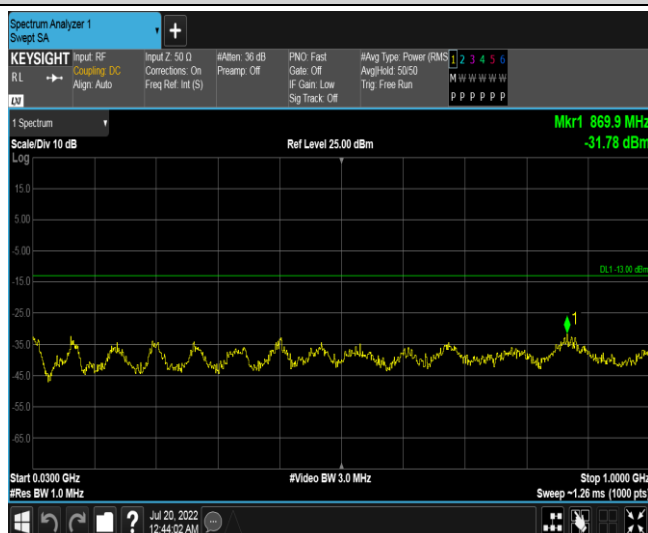 Spectrum Analyzer 1
Swept SA
+
KEYSIGHT
RL
LXI
Input: RF
Coupling: DC
Align: Auto
Input Z: 50 Ω
Corrections: On
Freq Ref: Int (S)
#Atten: 36 dB
Preamp: Off
PNO: Fast
Gate: Off
IF Gain: Low
Sig Track: Off
#Avg Type: Power (RMS
Avg|Hold: 50/50
Trig: Free Run
1 2 3 4 5 6
M W W W W W
P P P P P P
1 Spectrum
Mkr1 869.9 MHz
-31.78 dBm
Scale/Div 10 dB
Ref Level 25.00 dBm
Log
15.0
5.00
-5.00
DL1 -13.00 dBm
-15.0
-25.0
1
-35.0
-45.0
-55.0
-65.0
Start 0.0300 GHz
#Video BW 3.0 MHz
Stop 1.0000 GHz
#Res BW 1.0 MHz
Sweep ~1.26 ms (1000 pts)
?
Jul 20, 2022
12:44:02 AM